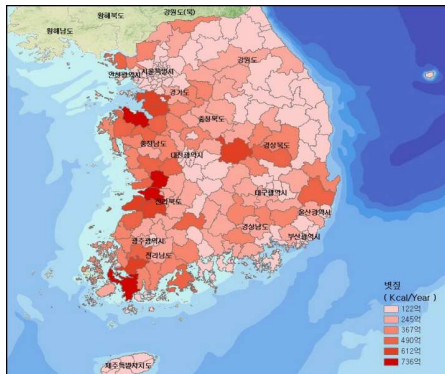 황해북도
강원도(북)
황해남도
강원도
인천광역시
서울특별시
경기도
충청북도
충청남도
경상북도
대전광역시
대구광역시
전라북도
울산광역시
경상남도
부산광역시
광주광역시
전라남도
제주특별자치도
볏짚
( Kcal/Year )
122억
245억
367억
490억
612억
736억